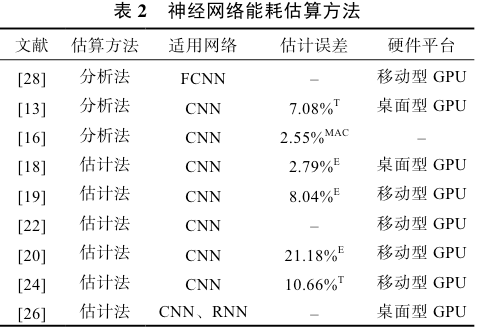 表 2 神经网络能耗估算方法
文献 估算方法 适用网络 估计误差 硬件平台
[28] 分析法 FCNN – 移动型 GPU
[13] 分析法 CNN 7.08%T 桌面型 GPU
[16] 分析法 CNN 2.55%MAC –
[18] 估计法 CNN 2.79%E 桌面型 GPU
[19] 估计法 CNN 8.04%E 移动型 GPU
[22] 估计法 CNN – 移动型 GPU
[20] 估计法 CNN 21.18%E 移动型 GPU
[24] 估计法 CNN 10.66%T 移动型 GPU
[26] 估计法 CNN、RNN – 桌面型 GPU